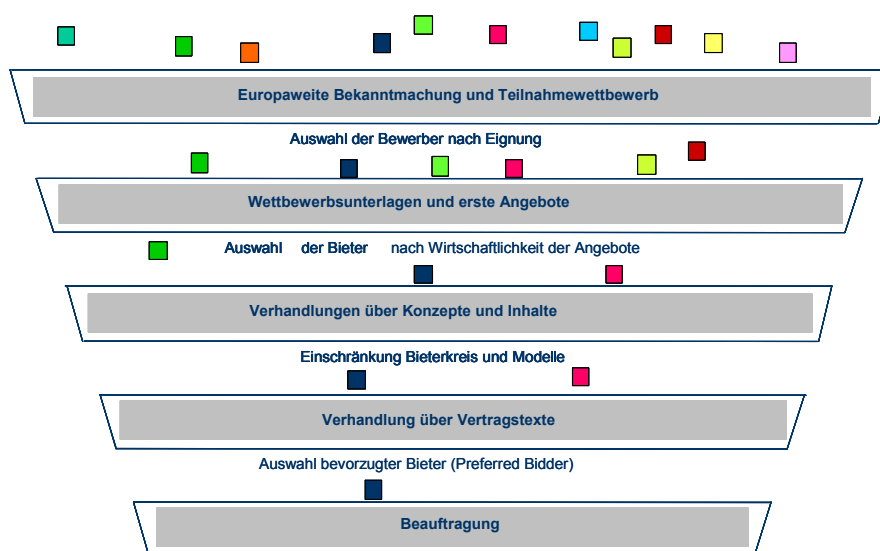 Europaweite Bekanntmachung und Teilnahmewettbewerb
Auswahl der Bewerber nach Eignung
Wettbewerbsunterlagen und erste Angebote
Auswahl der Bieter nach Wirtschaftlichkeit der Angebote
Verhandlungen über Konzepte und Inhalte
Einschränkung Bieterkreis und Modelle
Verhandlung über Vertragstexte
Auswahl bevorzugter Bieter (Preferred Bidder)
Beauftragung